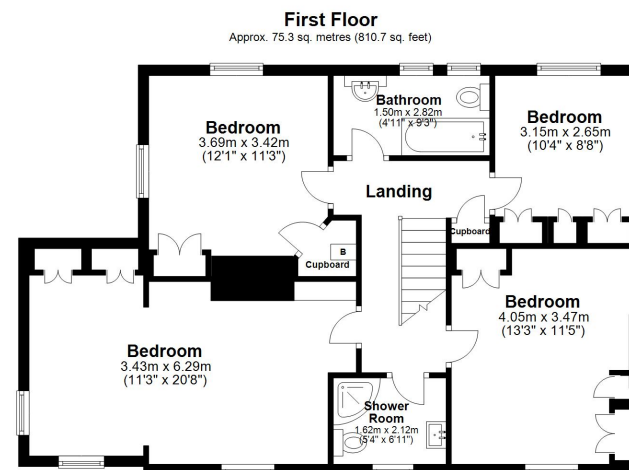 First Floor
Approx. 75.3 sq. metres (810.7 sq. feet)
Bathroom
1.50m x 2.82m
(4'11" x 9'3")
Bedroom
3.69m x 3.42m
(12'1" x 11'3")
Bedroom
3.15m x 2.65m
(10'4" x 8'8")
Landing
Cupboard
B
Cupboard
Bedroom
4.05m x 3.47m
(13'3" x 11'5")
Bedroom
3.43m x 6.29m
(11'3" x 20'8")
Shower
Room
1.62m x 2.12m
(5'4" x 6'11")